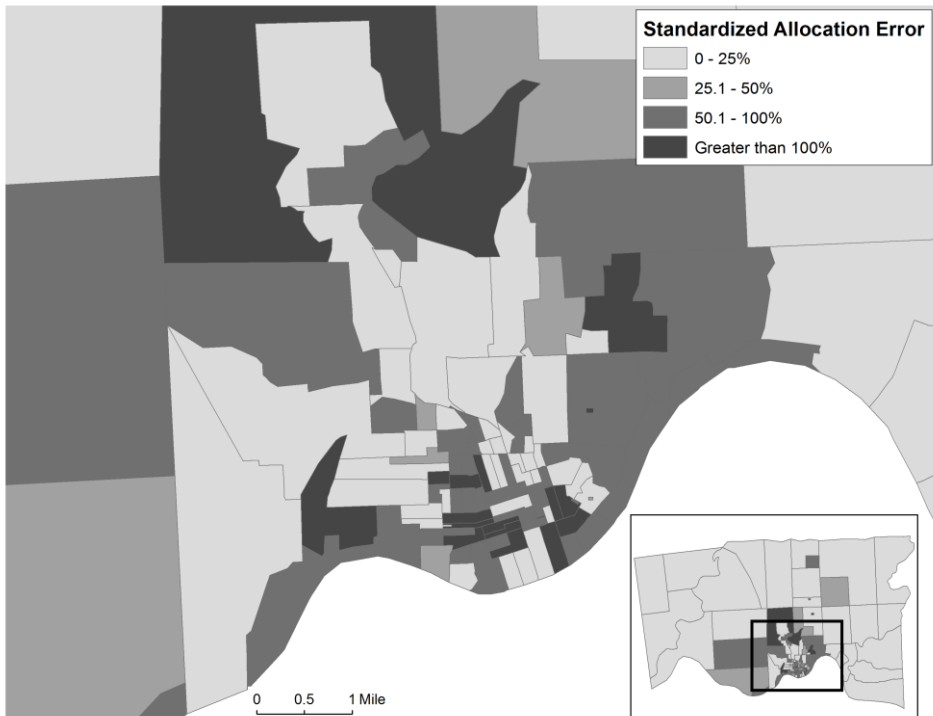 Standardized Allocation Error
0 - 25%
25.1 - 50%
50.1 - 100%
Greater than 100%
0 0.5 1 Mile